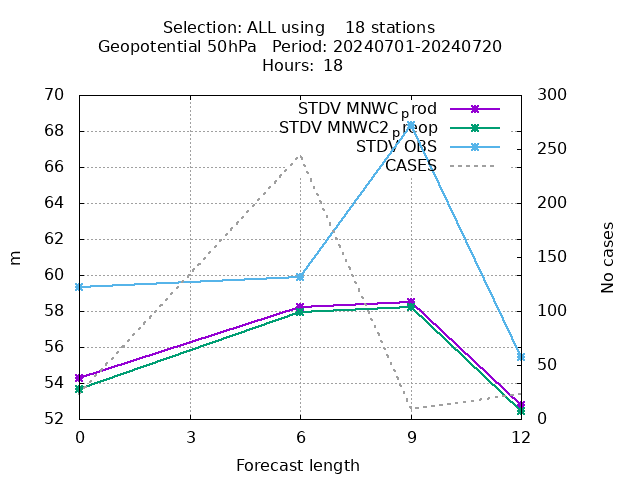 Selection: ALL using    18 stations
Geopotential 50hPa   Period: 20240701-20240720
Hours: 18
70 300
STDV MNWCprod
68 STDV MNWC2preop
250
STDV OBS
66 CASES
64 200
62
60 150
58 100
56
54 50
52 0
0 3 6 9 12
m
No cases
Forecast length